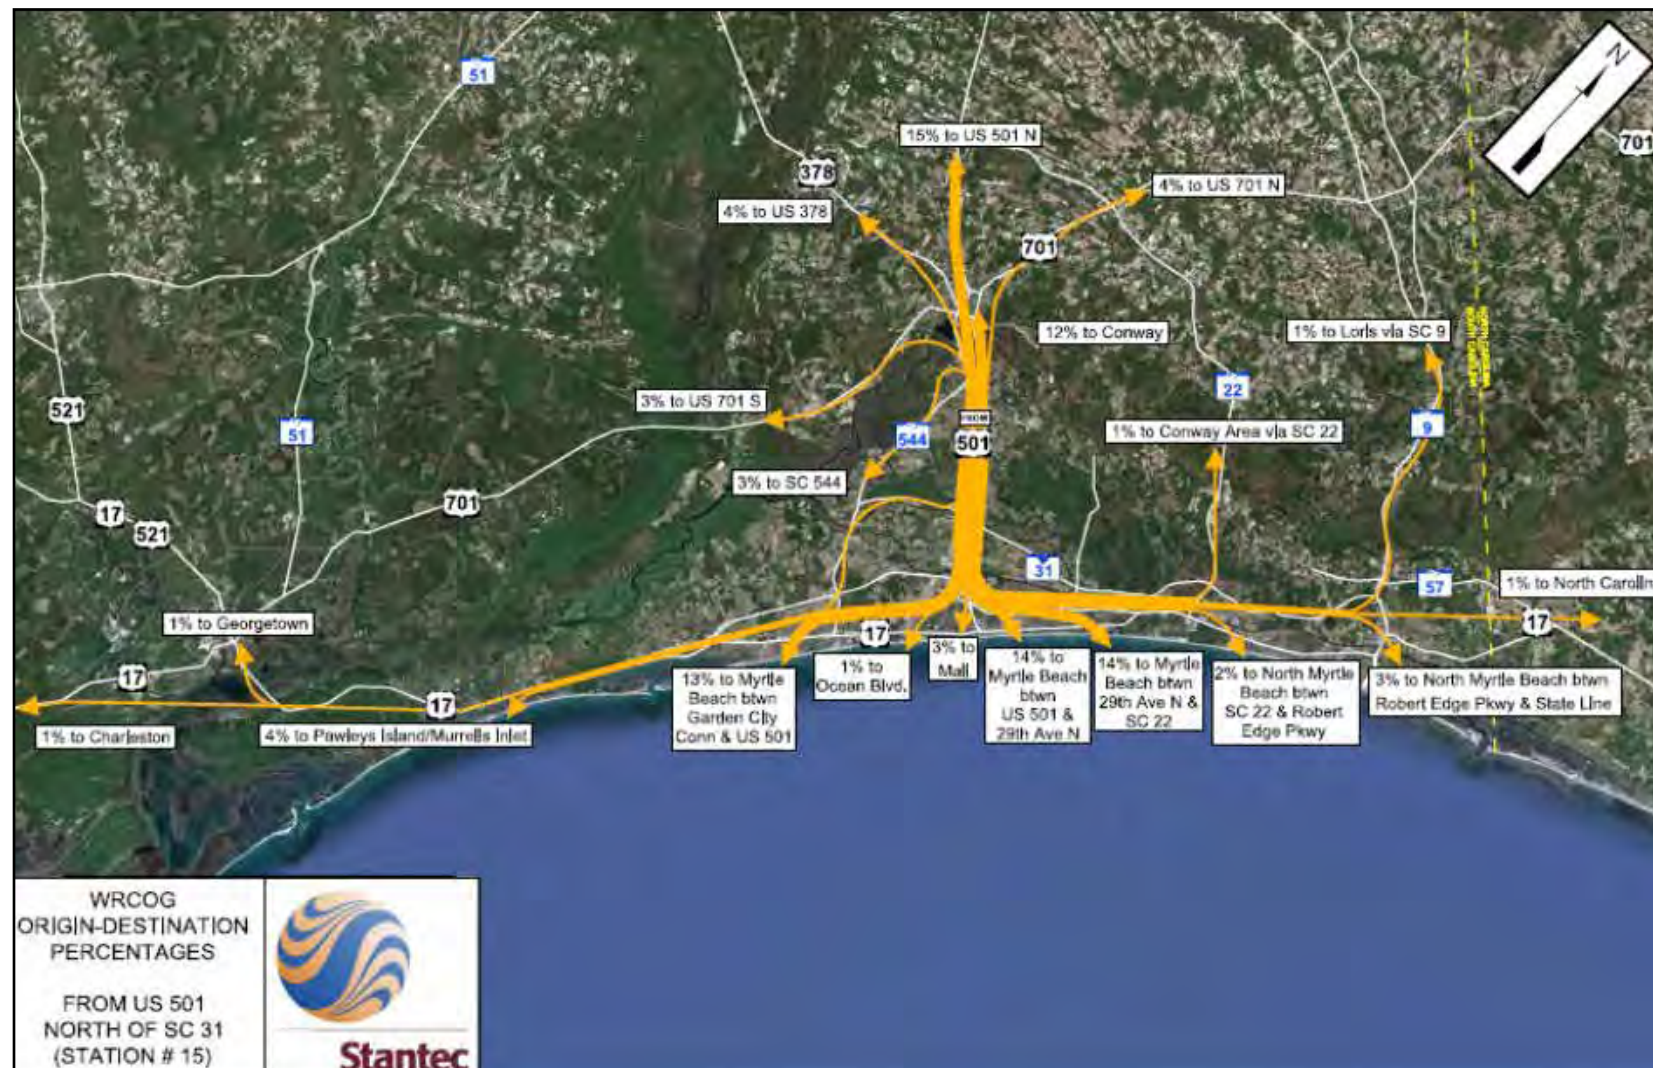 N
51
701
15% to US 501 N
378
4% to US 701 N
4% to US 378
701
12% to Conway
1% to Loris via SC 9
NORTH CAROLINA
SOUTH CAROLINA
22
3% to US 701 S
521
51
FROM
501
544
1% to Conway Area via SC 22
9
3% to SC 544
701
17
521
31
57
1% to North Carolin
1% to Georgetown
17
17
17
17
1% to Charleston
4% to Pawleys Island/Murrells Inlet
13% to Myrtle
Beach btwn
Garden City
Conn & US 501
1% to
Ocean Blvd.
3% to
Mall
14% to
Myrtle Beach
btwn
US 501 &
29th Ave N
14% to Myrtle
Beach btwn
29th Ave N &
SC 22
2% to North Myrtle
Beach btwn
SC 22 & Robert
Edge Pkwy
3% to North Myrtle Beach btwn
Robert Edge Pkwy & State Line
WRCOG
ORIGIN-DESTINATION
PERCENTAGES
FROM US 501
NORTH OF SC 31
(STATION # 15)
Stantec